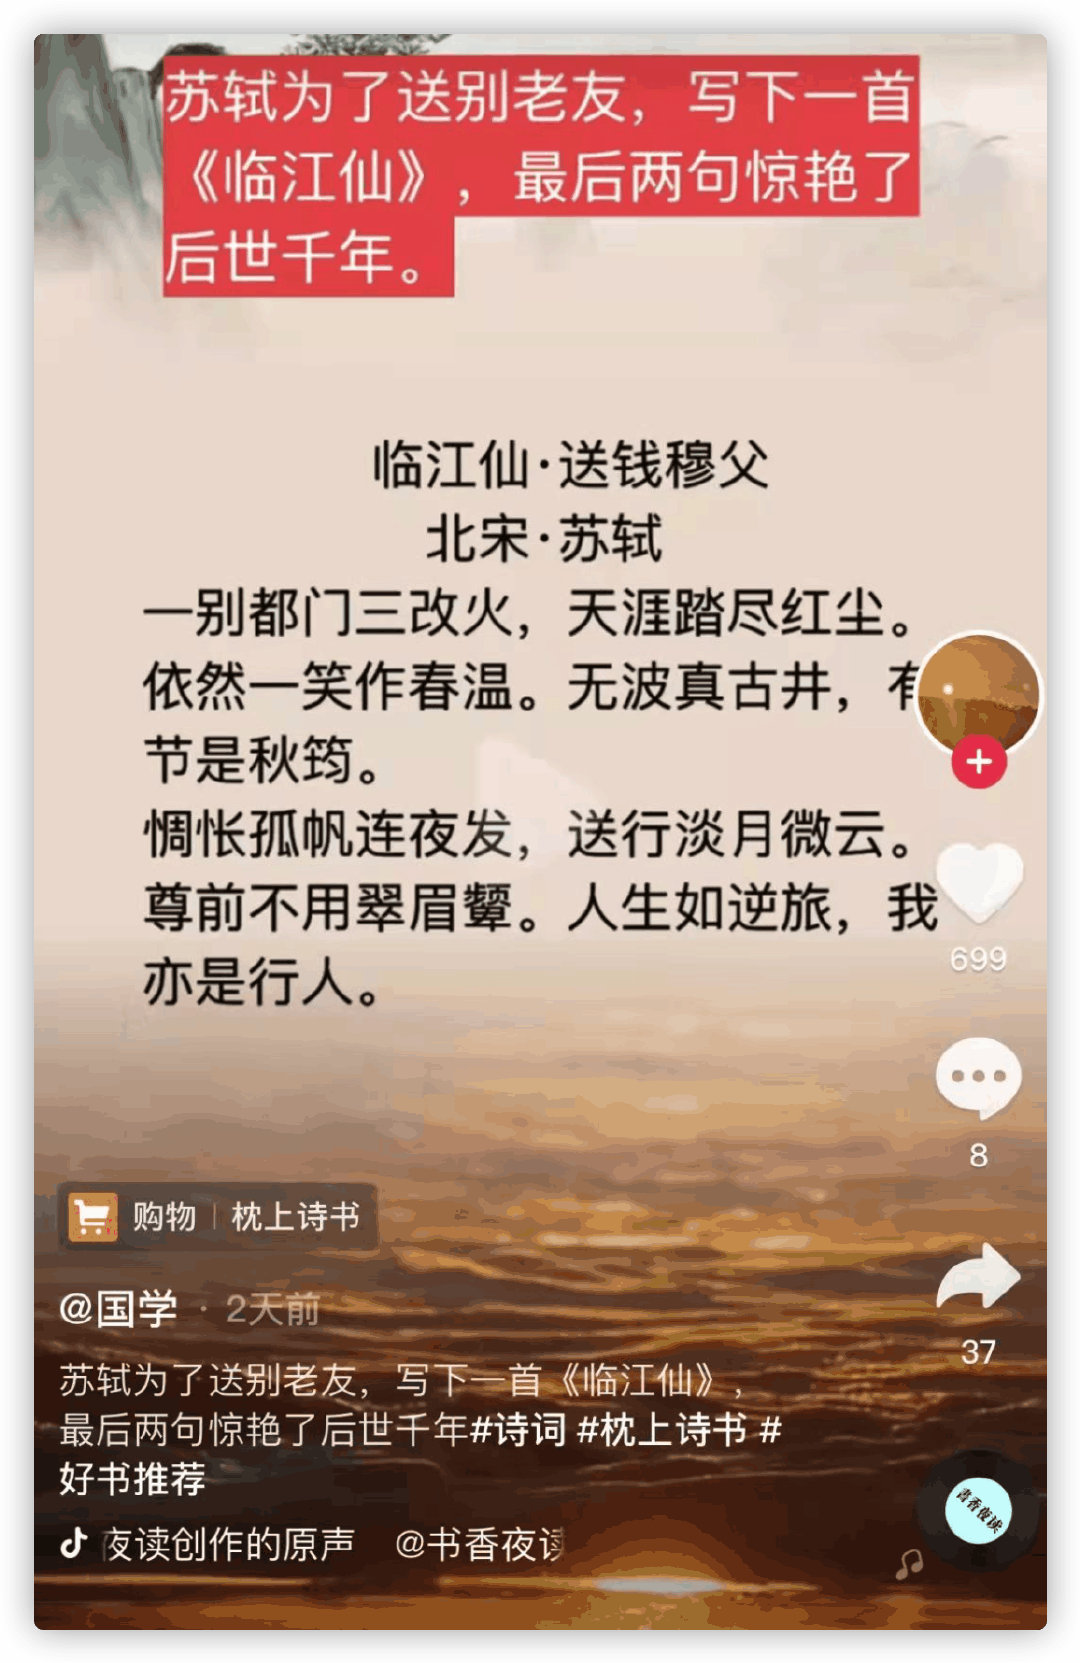 苏轼为了送别老友，写下一首
《临江仙》，最后两句惊艳了
后世千年。
临江仙·送钱穆父
北宋·苏轼
一别都门三改火，天涯踏尽红尘。
依然一笑作春温。无波真古井，有
节是秋筠。
惆怅孤帆连夜发，送行淡月微云。
尊前不用翠眉颦。人生如逆旅，我
亦是行人。
699
8
购物 | 枕上诗书
@国学 · 2天前
37
苏轼为了送别老友，写下一首《临江仙》，
最后两句惊艳了后世千年#诗词 #枕上诗书 #
好书推荐
夜读创作的原声 @书香夜读
書香夜读